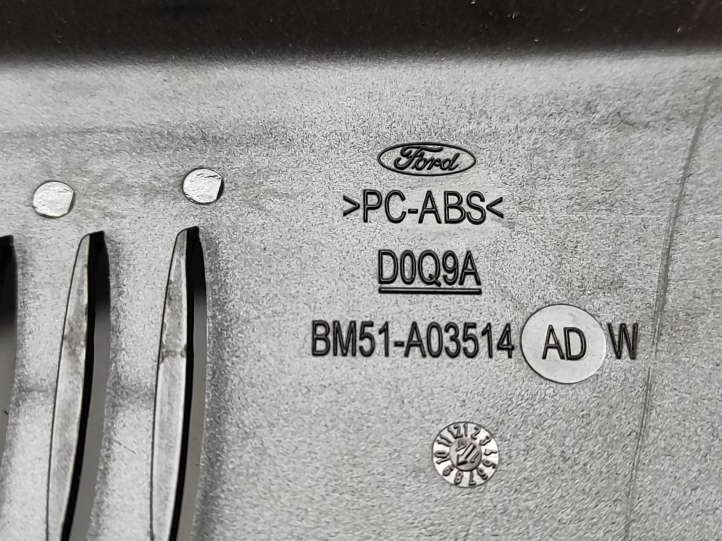 Ford
>PC-ABS<
D0Q9A
BM51-A03514 AD W